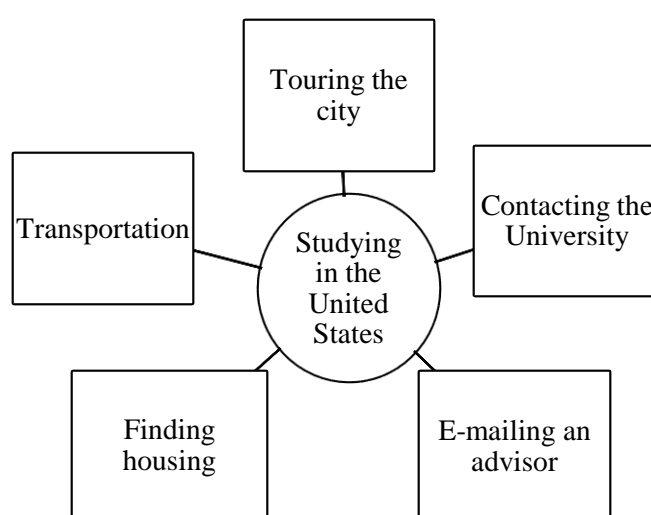 Touring the
city
Transportation
Contacting the
University
Studying
in the
United
States
Finding
housing
E-mailing an
advisor